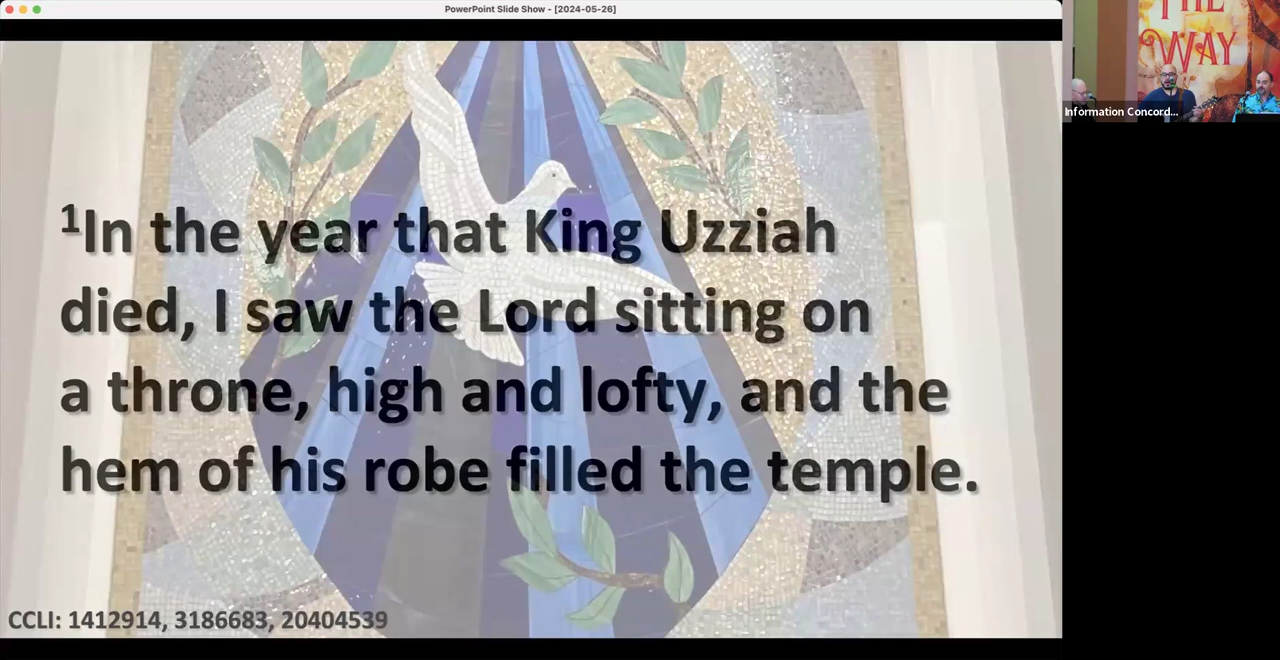 PowerPoint Slide Show - [2024-05-26]
¹In the year that King Uzziah
died, I saw the Lord sitting on
a throne, high and lofty, and the
hem of his robe filled the temple.
CCLI: 1412914, 3186683, 20404539
THE
WAY
Information Concord...